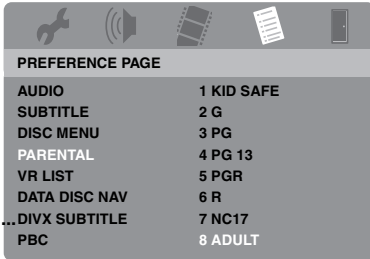 PREFERENCE PAGE
AUDIO 1 KID SAFE
SUBTITLE 2 G
DISC MENU 3 PG
PARENTAL 4 PG 13
VR LIST 5 PGR
DATA DISC NAV 6 R
...DIVX SUBTITLE 7 NC17
PBC 8 ADULT